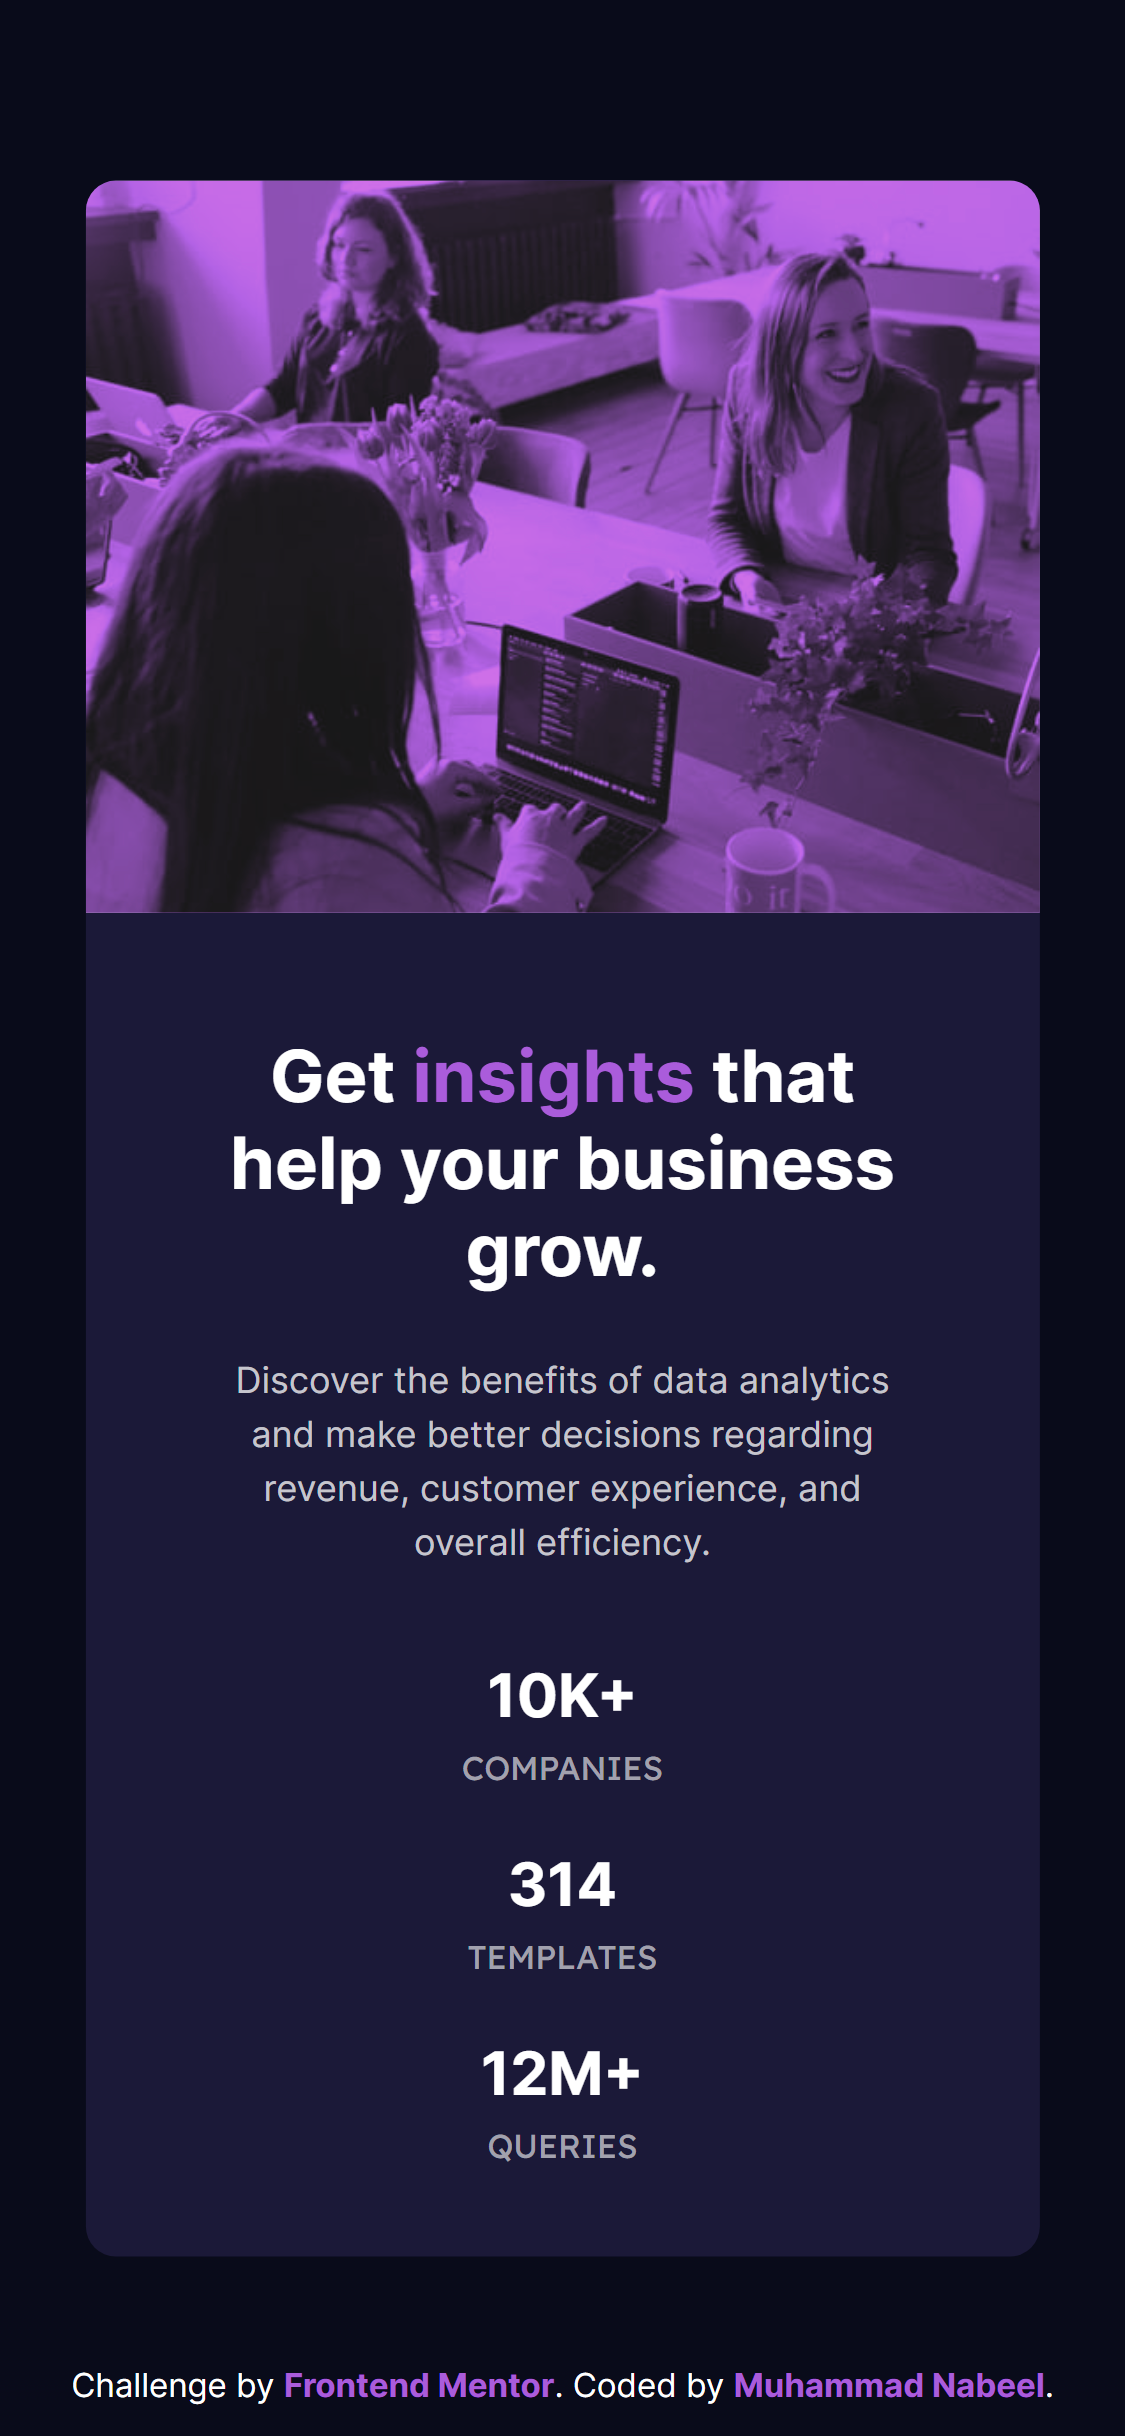 Get insights that
help your business
grow.
Discover the benefits of data analytics
and make better decisions regarding
revenue, customer experience, and
overall efficiency.
10K+
COMPANIES
314
TEMPLATES
12M+
QUERIES
Challenge by Frontend Mentor. Coded by Muhammad Nabeel.